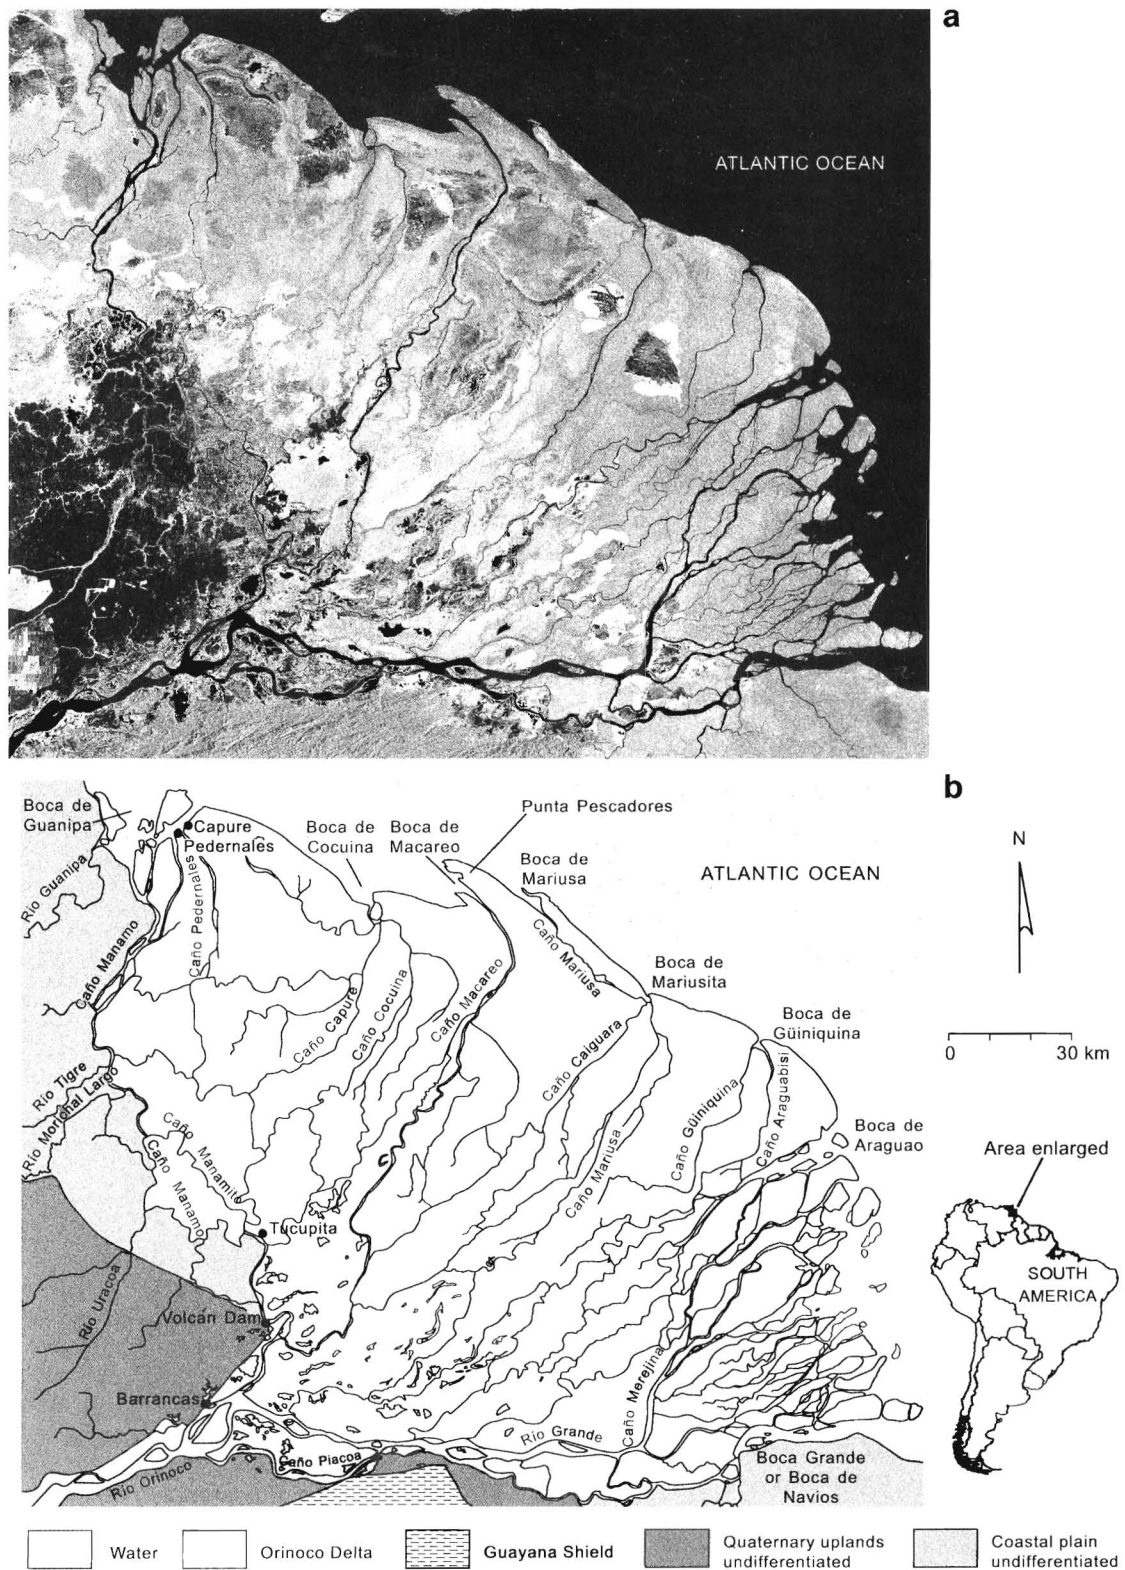 a
ATLANTIC OCEAN
b
Boca de
Guanipa
Capure
Pedernales
Boca de
Cocuina
Boca de
Macareo
Punta Pescadores
Boca de
Mariusa
ATLANTIC OCEAN
N
Río Guanipa
Caño Manamo
Caño Pedernales
Caño Capure
Caño Cocuina
Caño Macareo
Caño Mariusa
Boca de
Mariusita
Boca de
Güiniquina
0 30 km
Río Tigre
Río Morichal Largo
Caño Manamito
Caño Manamo
Caño Caiguara
Caño Mariusa
Caño Güiniquina
Caño Araguabisi
Boca de
Araguao
Area enlarged
Tucupita
Río Uracoa
Volcán Dam
SOUTH
AMERICA
Barrancas
Caño Merejina
Río Grande
Caño Piacoa
Río Orinoco
Boca Grande
or Boca de
Navios
Water
Orinoco Delta
Guayana Shield
Quaternary uplands
undifferentiated
Coastal plain
undifferentiated